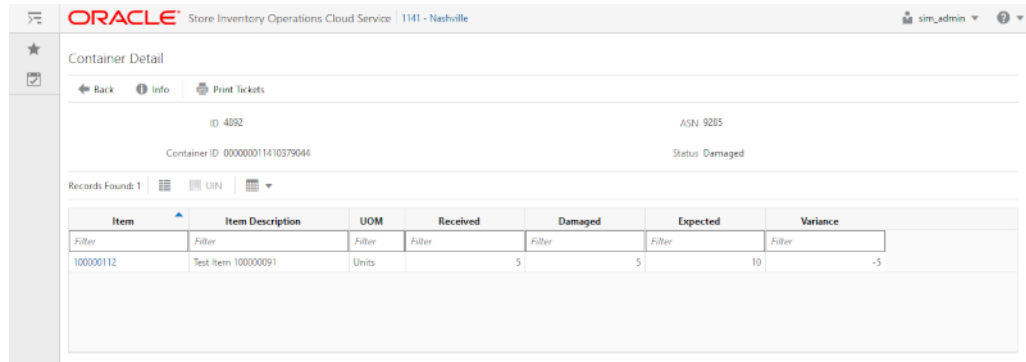 ORACLE® Store Inventory Operations Cloud Service 1141 - Nashville sim_admin
Container Detail
Back Info Print Tickets
ID 4892 ASN 9285
Container ID 000000011410379044 Status Damaged
Records Found: 1 UIN
Item Item Description UOM Received Damaged Expected Variance
Filter Filter Filter Filter Filter Filter Filter
100000112 Test Item 100000091 Units 5 5 10 -5